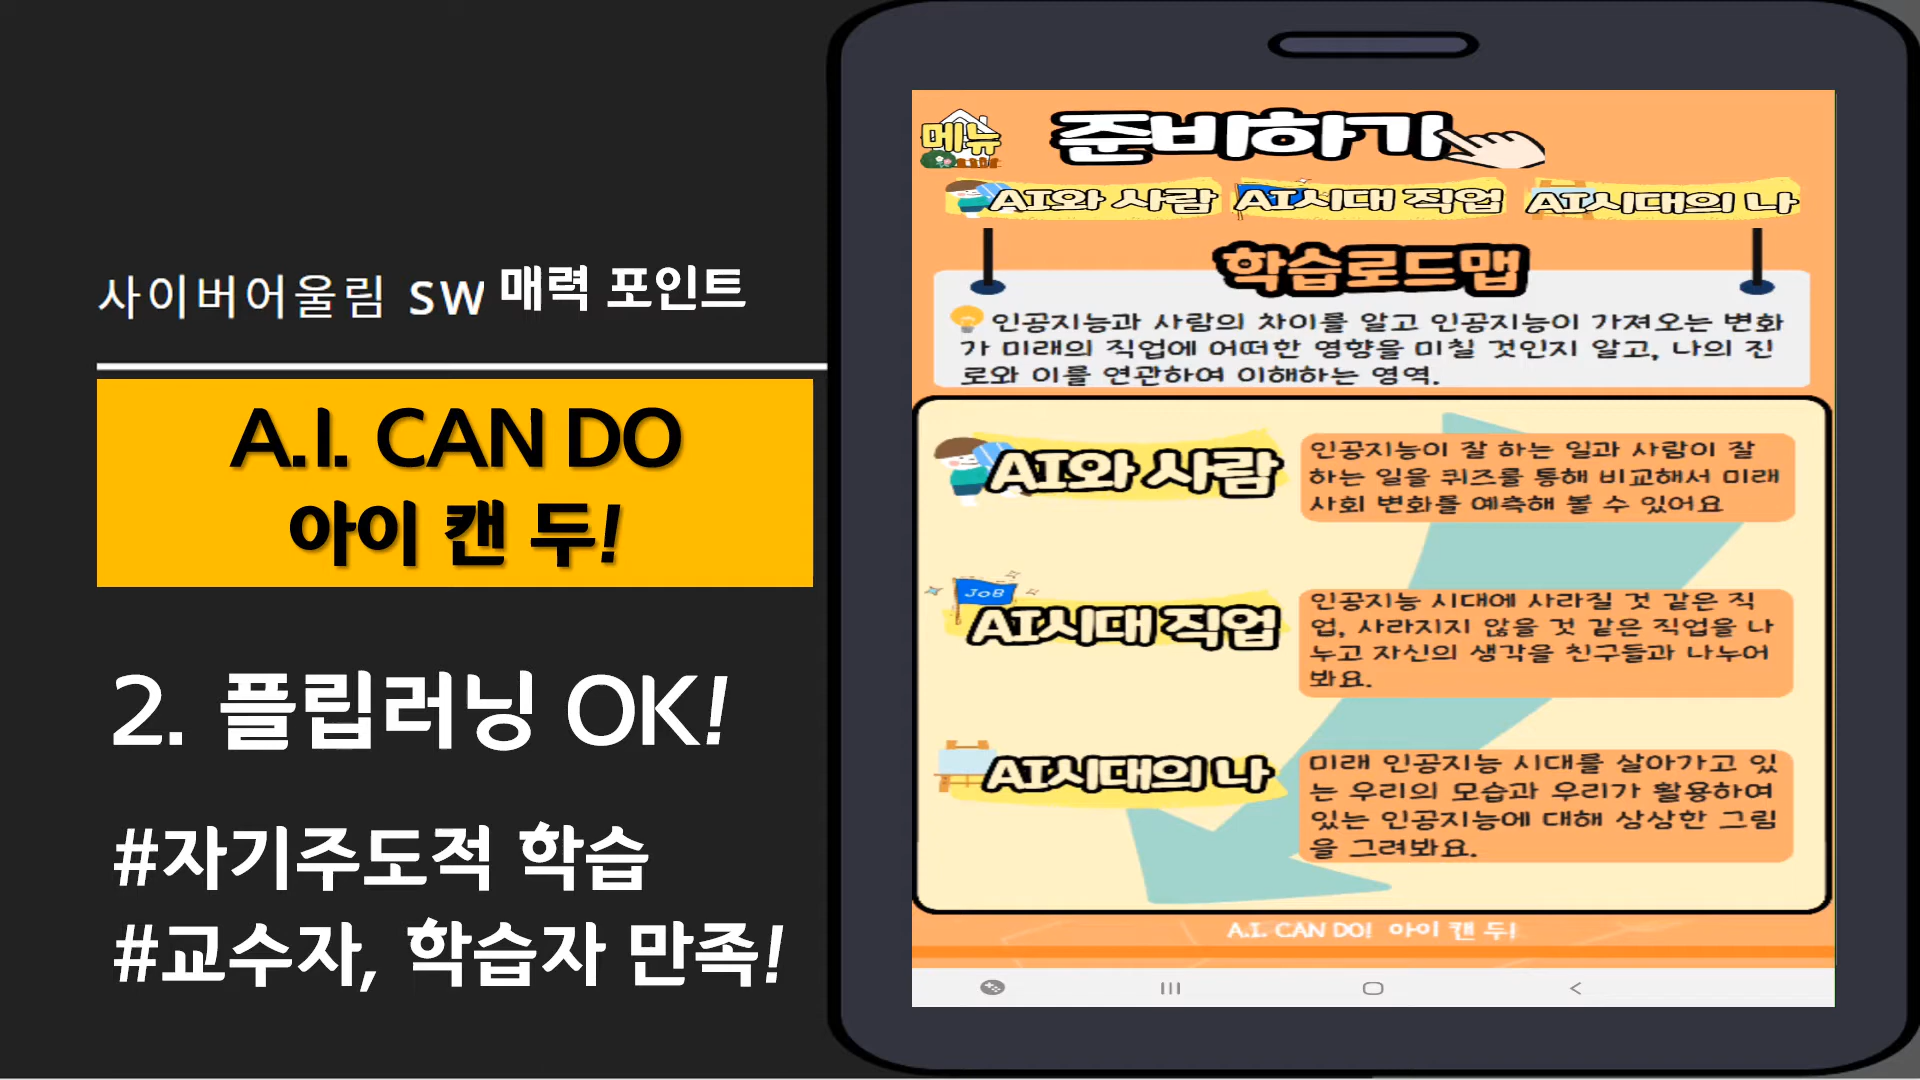 사이버어울림 SW 매력 포인트
A.I. CAN DO
아이 캔 두!
2. 플립러닝 OK!
#자기주도적 학습
#교수자, 학습자 만족!
메뉴
준비하기
AI와 사람 AI시대 직업 AI시대의 나
학습로드맵
인공지능과 사람의 차이를 알고 인공지능이 가져오는 변화
가 미래의 직업에 어떠한 영향을 미칠 것인지 알고, 나의 진
로와 이를 연관하여 이해하는 영역.
AI와 사람
인공지능이 잘 하는 일과 사람이 잘
하는 일을 퀴즈를 통해 비교해서 미래
사회 변화를 예측해 볼 수 있어요
JOB
AI시대 직업
인공지능 시대에 사라질 것 같은 직
업, 사라지지 않을 것 같은 직업을 나
누고 자신의 생각을 친구들과 나누어
봐요.
AI시대의 나
미래 인공지능 시대를 살아가고 있
는 우리의 모습과 우리가 활용하여
있는 인공지능에 대해 상상한 그림
을 그려봐요.
A.I. CAN DO! 아이 캔 두!